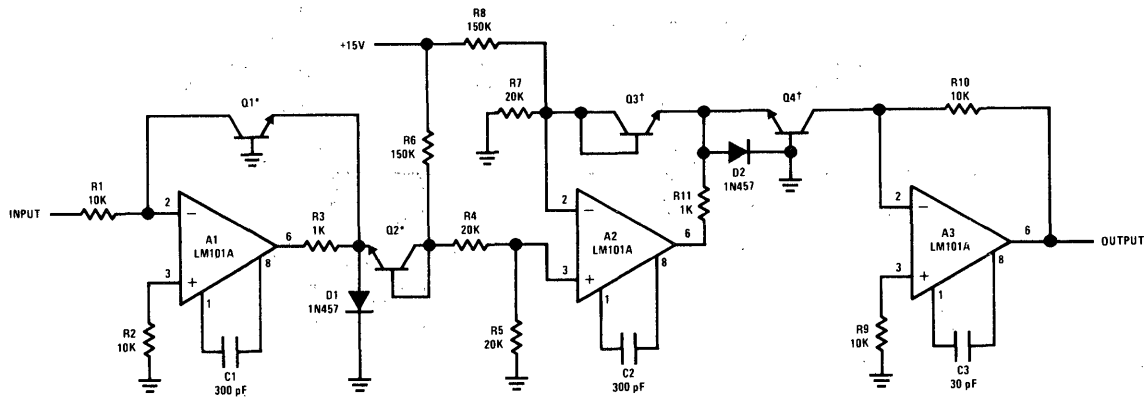 R8
150K
+15V
R7
20K
Q3†
Q4†
R10
10K
Q1*
R6
150K
D2
1N457
R1
10K
INPUT
2
−
A1
LM101A
6
8
3
+
1
R3
1K
Q2*
R4
20K
2
−
A2
LM101A
6
8
3
+
1
R11
1K
2
−
A3
LM101A
6
8
3
+
1
OUTPUT
D1
1N457
R2
10K
C1
300 pF
R5
20K
C2
300 pF
R9
10K
C3
30 pF